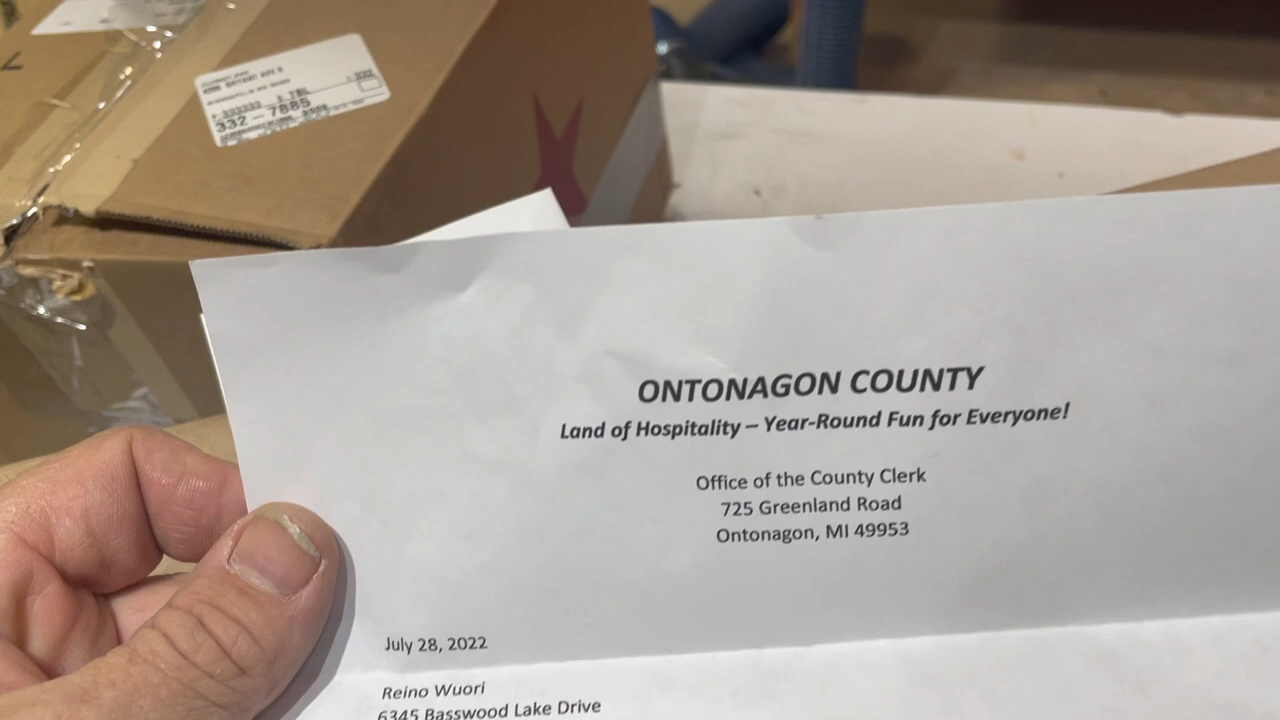 332
332-7885
ONTONAGON COUNTY
Land of Hospitality – Year-Round Fun for Everyone!
Office of the County Clerk
725 Greenland Road
Ontonagon, MI 49953
July 28, 2022
Reino Wuori
6345 Basswood Lake Drive